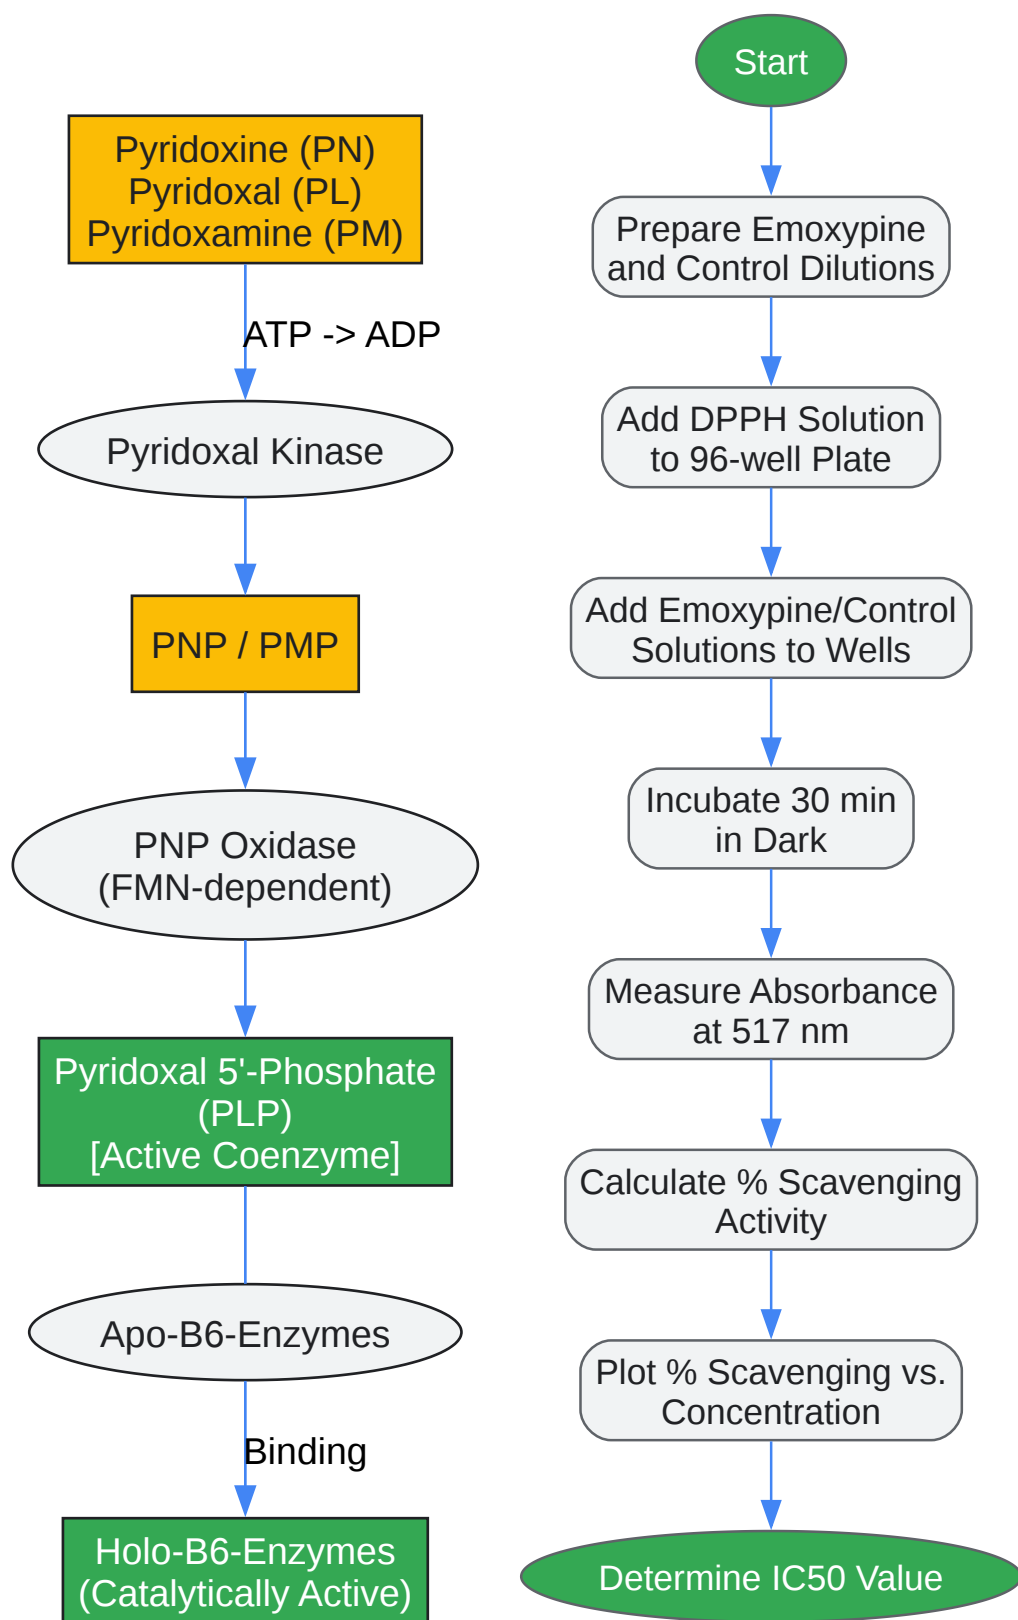 Pyridoxine (PN)
Pyridoxal (PL)
Pyridoxamine (PM)
ATP -> ADP
Pyridoxal Kinase
PNP / PMP
PNP Oxidase
(FMN-dependent)
Pyridoxal 5'-Phosphate
(PLP)
[Active Coenzyme]
Apo-B6-Enzymes
Binding
Holo-B6-Enzymes
(Catalytically Active)
Start
Prepare Emoxypine
and Control Dilutions
Add DPPH Solution
to 96-well Plate
Add Emoxypine/Control
Solutions to Wells
Incubate 30 min
in Dark
Measure Absorbance
at 517 nm
Calculate % Scavenging
Activity
Plot % Scavenging vs.
Concentration
Determine IC50 Value